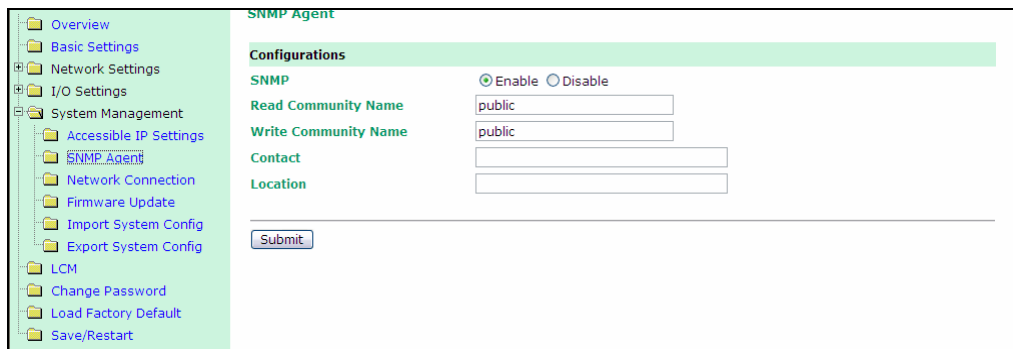 Overview
Basic Settings
Network Settings
I/O Settings
System Management
Accessible IP Settings
SNMP Agent
Network Connection
Firmware Update
Import System Config
Export System Config
LCM
Change Password
Load Factory Default
Save/Restart
SNMP Agent
Configurations
SNMP Enable Disable
Read Community Name public
Write Community Name public
Contact
Location
Submit